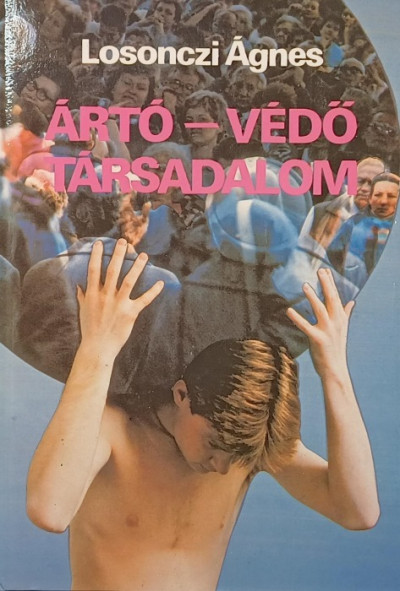 Losonczi Ágnes
ÁRTÓ – VÉDŐ
TÁRSADALOM